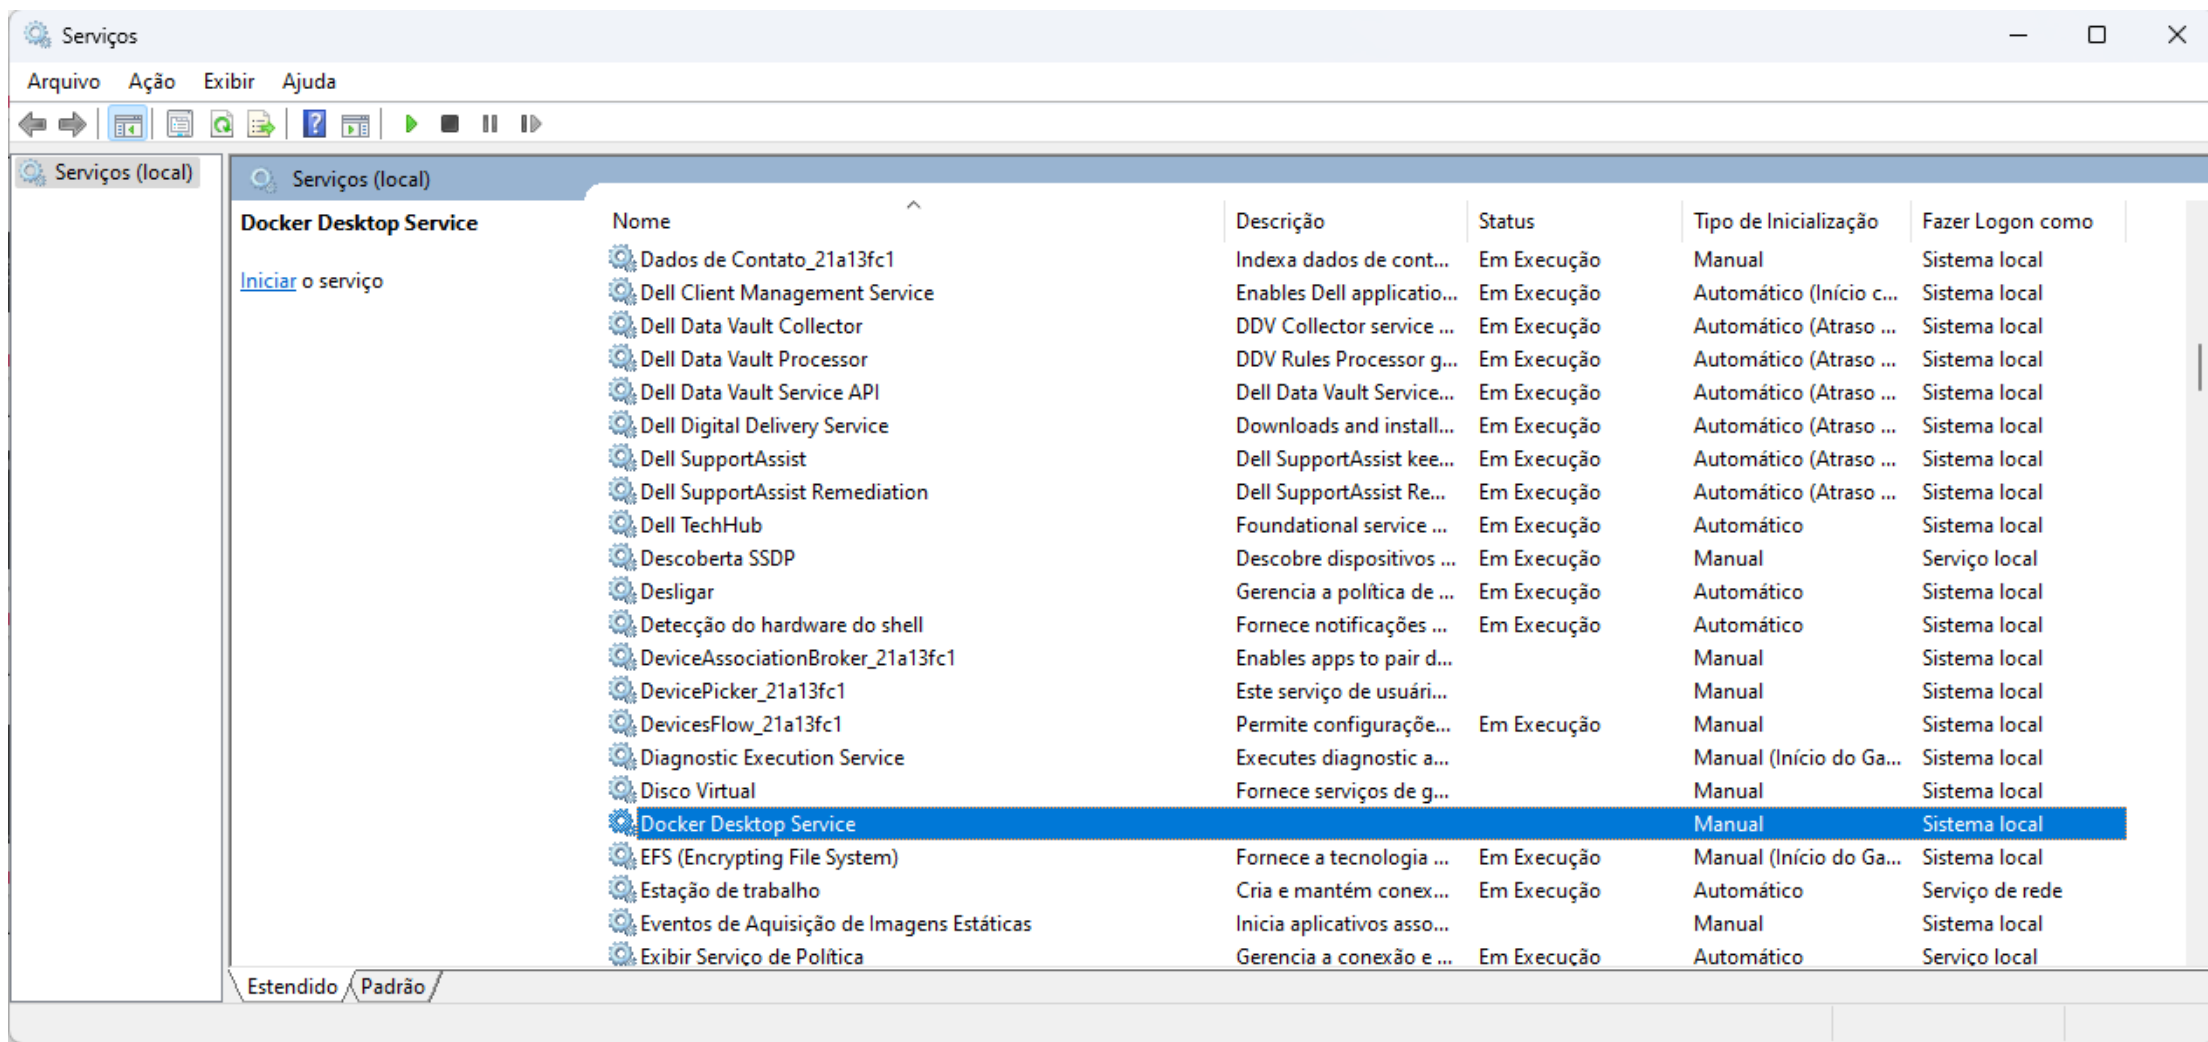 Serviços
Arquivo Ação Exibir Ajuda
Serviços (local)
Serviços (local)
Docker Desktop Service
Iniciar o serviço
Nome Descrição Status Tipo de Inicialização Fazer Logon como
Dados de Contato_21a13fc1 Indexa dados de cont... Em Execução Manual Sistema local
Dell Client Management Service Enables Dell applicatio... Em Execução Automático (Início c... Sistema local
Dell Data Vault Collector DDV Collector service ... Em Execução Automático (Atraso ... Sistema local
Dell Data Vault Processor DDV Rules Processor g... Em Execução Automático (Atraso ... Sistema local
Dell Data Vault Service API Dell Data Vault Service... Em Execução Automático (Atraso ... Sistema local
Dell Digital Delivery Service Downloads and install... Em Execução Automático (Atraso ... Sistema local
Dell SupportAssist Dell SupportAssist kee... Em Execução Automático (Atraso ... Sistema local
Dell SupportAssist Remediation Dell SupportAssist Re... Em Execução Automático (Atraso ... Sistema local
Dell TechHub Foundational service ... Em Execução Automático Sistema local
Descoberta SSDP Descobre dispositivos ... Em Execução Manual Serviço local
Desligar Gerencia a política de ... Em Execução Automático Sistema local
Detecção do hardware do shell Fornece notificações ... Em Execução Automático Sistema local
DeviceAssociationBroker_21a13fc1 Enables apps to pair d... Manual Sistema local
DevicePicker_21a13fc1 Este serviço de usuári... Manual Sistema local
DevicesFlow_21a13fc1 Permite configuraçõe... Em Execução Manual Sistema local
Diagnostic Execution Service Executes diagnostic a... Manual (Início do Ga... Sistema local
Disco Virtual Fornece serviços de g... Manual Sistema local
Docker Desktop Service Manual Sistema local
EFS (Encrypting File System) Fornece a tecnologia ... Em Execução Manual (Início do Ga... Sistema local
Estação de trabalho Cria e mantém conex... Em Execução Automático Serviço de rede
Eventos de Aquisição de Imagens Estáticas Inicia aplicativos asso... Manual Sistema local
Exibir Serviço de Política Gerencia a conexão e ... Em Execução Automático Serviço local
Estendido Padrão